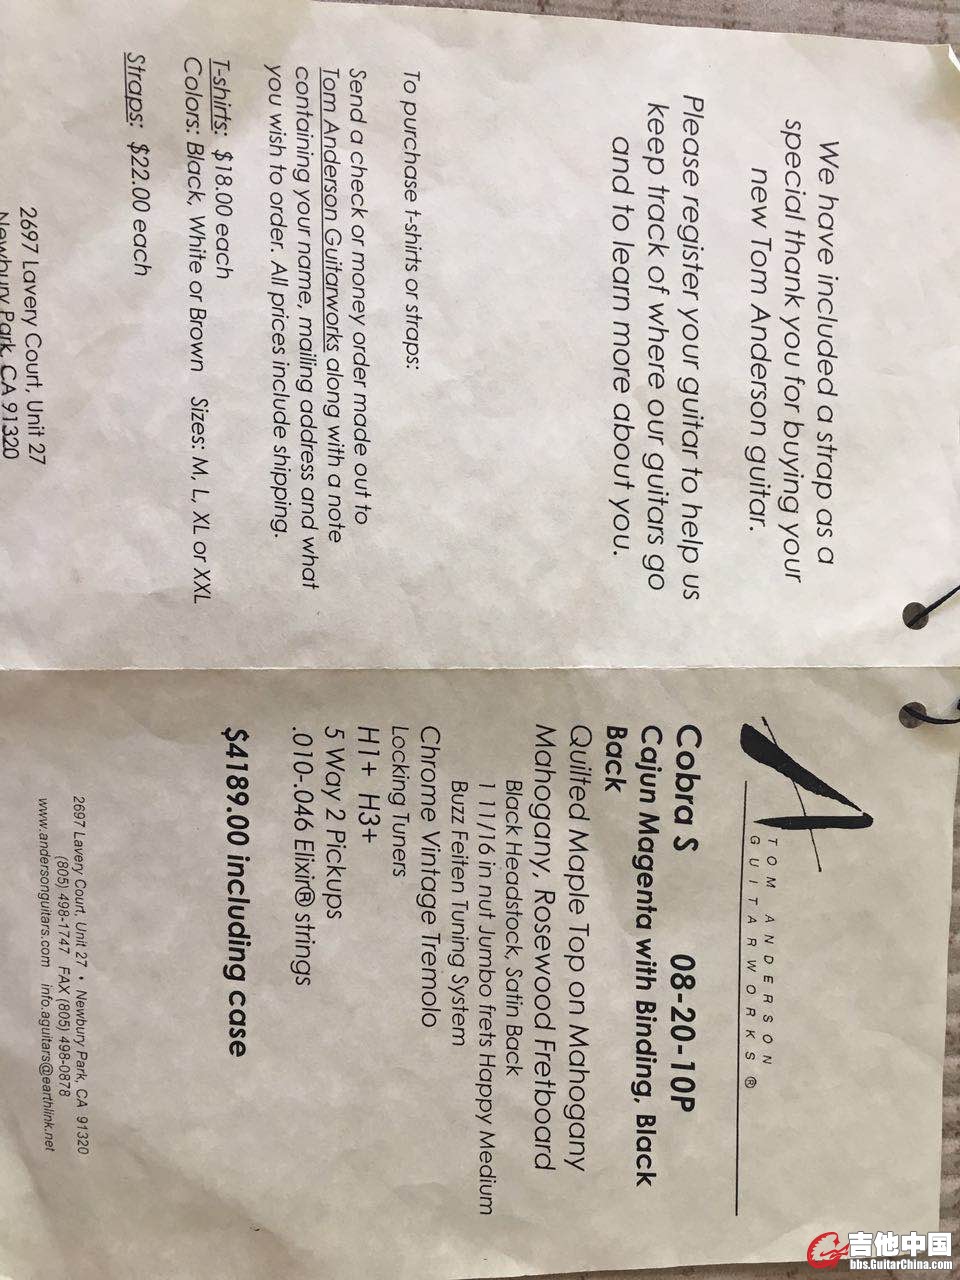 We have included a strap as a
special thank you for buying your
new Tom Anderson guitar.
Please register your guitar to help us
keep track of where our guitars go
and to learn more about you.
To purchase t-shirts or straps:
Send a check or money order made out to
Tom Anderson Guitarworks along with a note
containing your name, mailing address and what
you wish to order. All prices include shipping.
T-shirts: $18.00 each
Colors: Black, White or Brown Sizes: M, L, XL or XXL
Straps: $22.00 each
2697 Lavery Court, Unit 27
Newbury Park, CA 91320
TOM ANDERSON
GUITARWORKS®
Cobra S 08-20-10P
Cajun Magenta with Binding, Black
Back
Quilted Maple Top on Mahogany
Mahogany, Rosewood Fretboard
Black Headstock, Satin Back
1 11/16 in nut Jumbo frets Happy Medium
Buzz Feiten Tuning System
Chrome Vintage Tremolo
Locking Tuners
H1+ H3+
5 Way 2 Pickups
.010-.046 Elixir® strings
$4189.00 including case
2697 Lavery Court, Unit 27 • Newbury Park, CA 91320
(805) 498-1747 FAX (805) 498-0878
www.andersonguitars.com info.aguitars@earthlink.net
吉他中国
bbs.GuitarChina.com